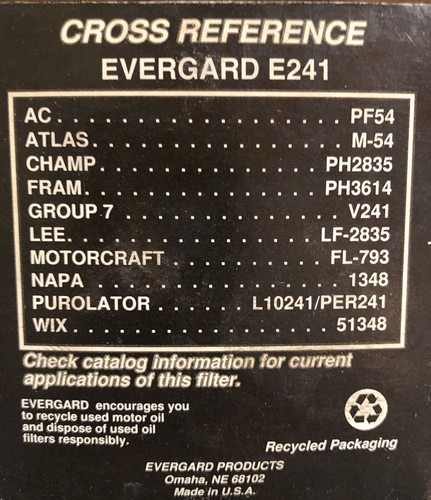 CROSS REFERENCE
EVERGARD E241
AC. . . . . . . . . . . . . . . . . . . PF54
ATLAS. . . . . . . . . . . . . . . . M-54
CHAMP. . . . . . . . . . . . . . PH2835
FRAM. . . . . . . . . . . . . . . PH3614
GROUP 7 . . . . . . . . . . . . . . V241
LEE. . . . . . . . . . . . . . . . LF-2835
MOTORCRAFT . . . . . . . . . FL-793
NAPA . . . . . . . . . . . . . . . . 1348
PUROLATOR . . . . . L10241/PER241
WIX. . . . . . . . . . . . . . . . . 51348
Check catalog information for current
applications of this filter.
EVERGARD encourages you
to recycle used motor oil
and dispose of used oil
filters responsibly.
Recycled Packaging
EVERGARD PRODUCTS
Omaha, NE 68102
Made in U.S.A.